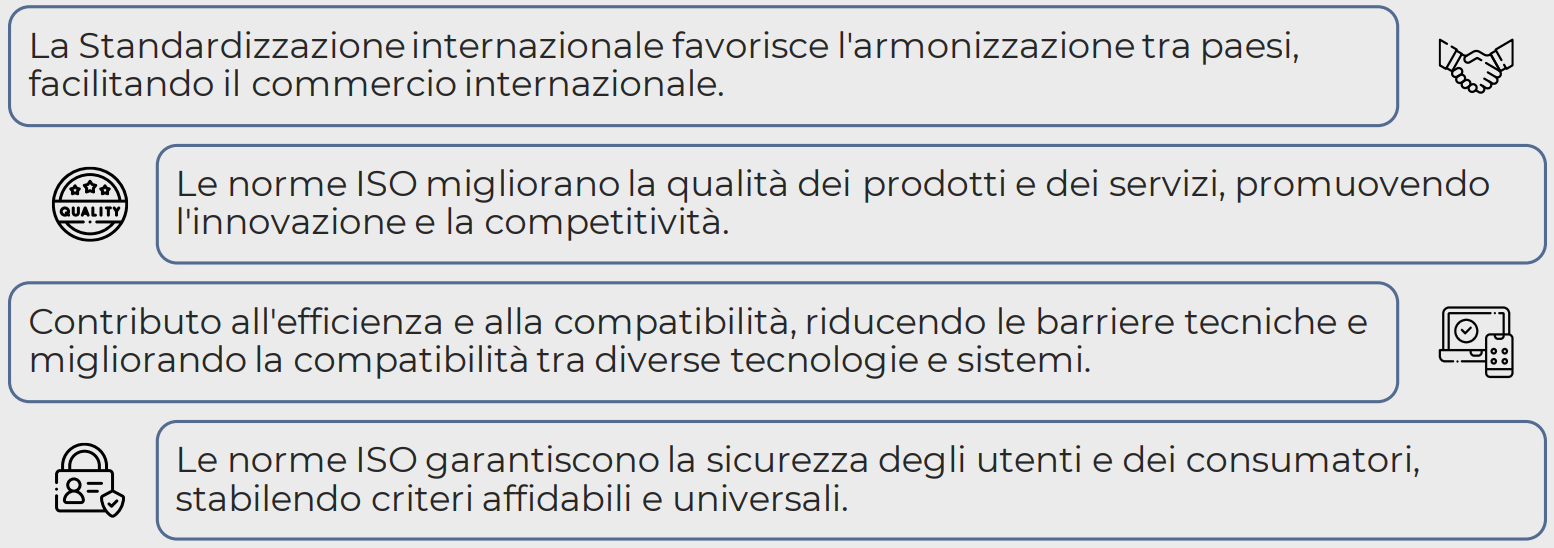 La Standardizzazione internazionale favorisce l'armonizzazione tra paesi,
facilitando il commercio internazionale.
QUALITY
Le norme ISO migliorano la qualità dei prodotti e dei servizi, promuovendo
l'innovazione e la competitività.
Contributo all'efficienza e alla compatibilità, riducendo le barriere tecniche e
migliorando la compatibilità tra diverse tecnologie e sistemi.
Le norme ISO garantiscono la sicurezza degli utenti e dei consumatori,
stabilendo criteri affidabili e universali.